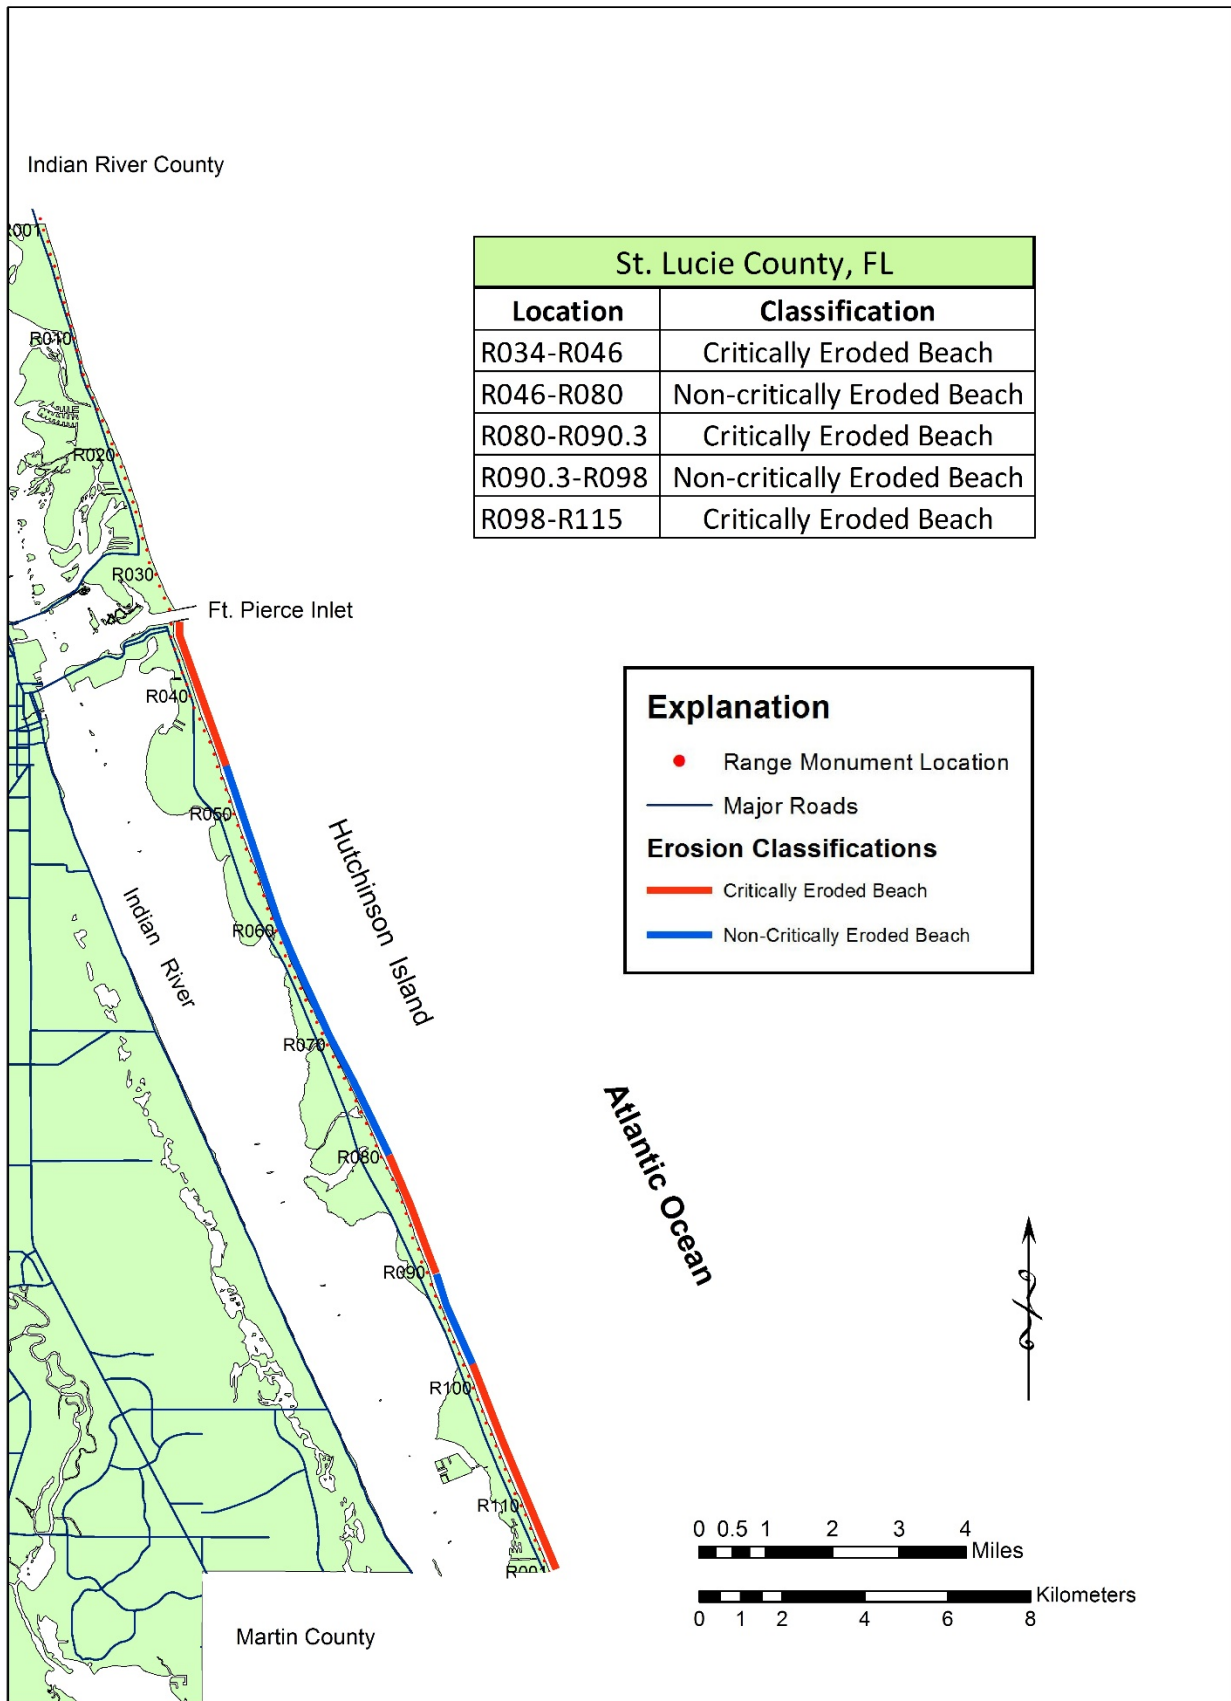 Indian River County
R001
St. Lucie County, FL
Location Classification
R034-R046 Critically Eroded Beach
R046-R080 Non-critically Eroded Beach
R080-R090.3 Critically Eroded Beach
R090.3-R098 Non-critically Eroded Beach
R098-R115 Critically Eroded Beach
R010
R020
R030
Ft. Pierce Inlet
R040
Explanation
Range Monument Location
Major Roads
Erosion Classifications
Critically Eroded Beach
Non-Critically Eroded Beach
R050
Hutchinson Island
Indian River
R060
R070
Atlantic Ocean
R080
R090
R100
R110
R001
0 0.5 1 2 3 4
Miles
Kilometers
0 1 2 4 6 8
Martin County